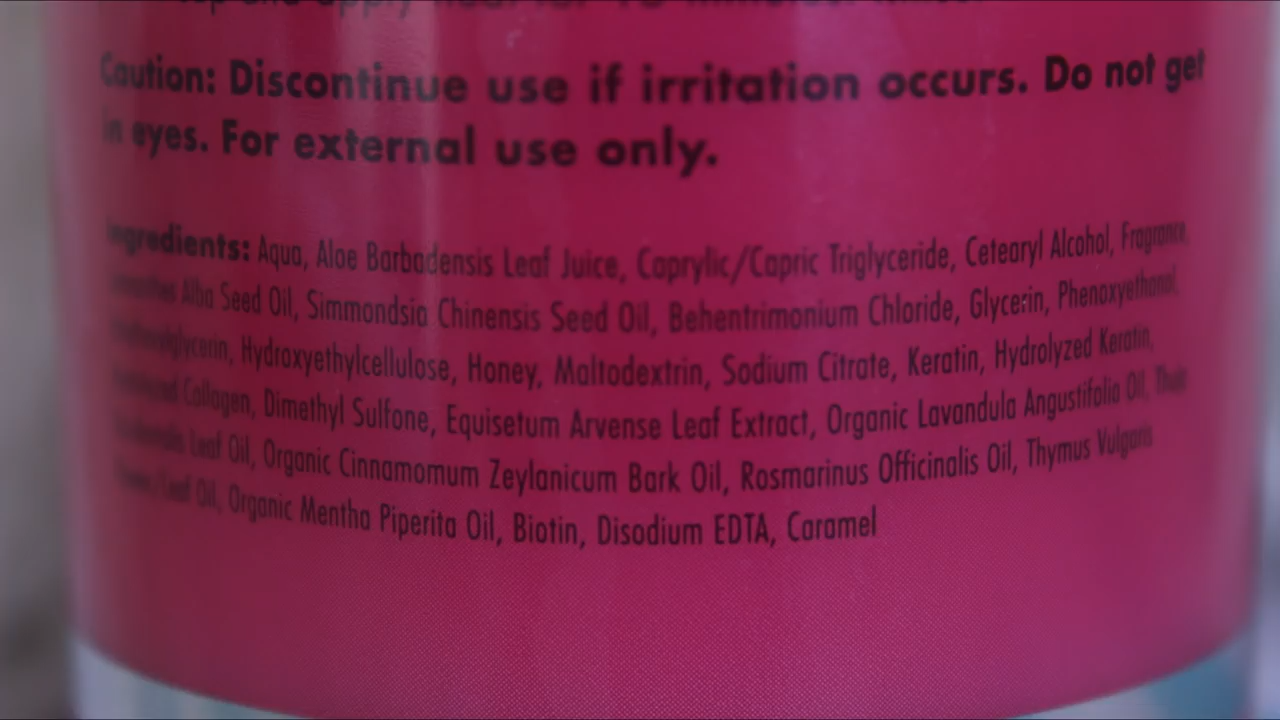 Caution: Discontinue use if irritation occurs. Do not get
in eyes. For external use only.
Ingredients: Aqua, Aloe Barbadensis Leaf Juice, Caprylic/Capric Triglyceride, Cetearyl Alcohol, Fragrance,
Alba Seed Oil, Simmondsia Chinensis Seed Oil, Behentrimonium Chloride, Glycerin, Phenoxyethanol,
Hydroxyethylcellulose, Honey, Maltodextrin, Sodium Citrate, Keratin, Hydrolyzed Keratin,
Collagen, Dimethyl Sulfone, Equisetum Arvense Leaf Extract, Organic Lavandula Angustifolia Oil,
Leaf Oil, Organic Cinnamomum Zeylanicum Bark Oil, Rosmarinus Officinalis Oil, Thymus Vulgaris
Oil, Organic Mentha Piperita Oil, Biotin, Disodium EDTA, Caramel